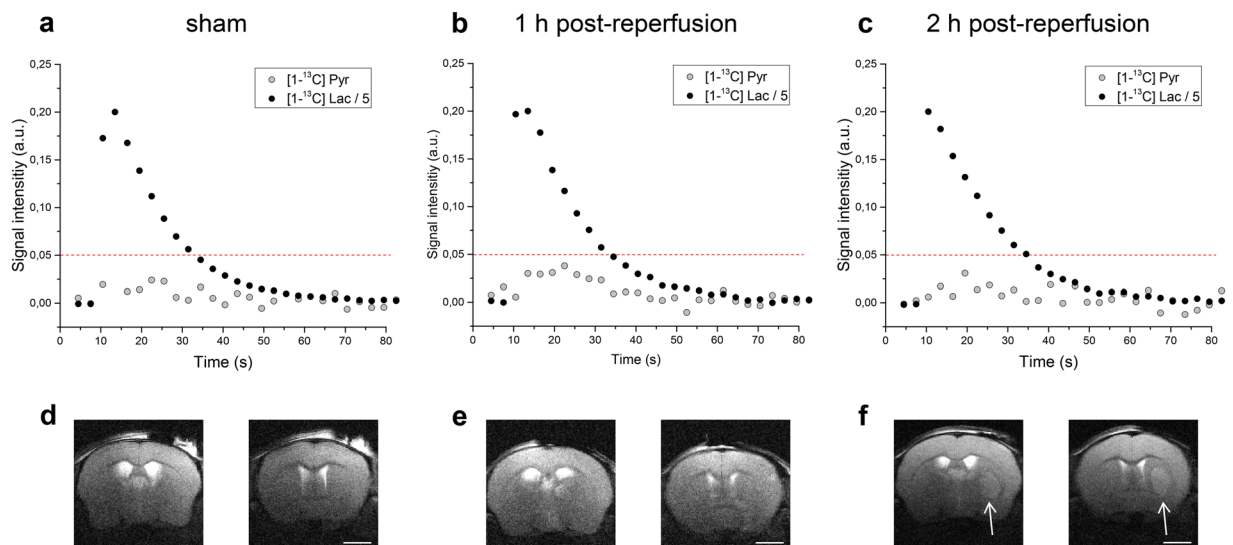 a sham
[1-¹³C] Pyr
[1-¹³C] Lac / 5
Signal intensitiy (a.u.)
0,25
0,20
0,15
0,10
0,05
0,00
0 10 20 30 40 50 60 70 80
Time (s)
b 1 h post-reperfusion
[1-¹³C] Pyr
[1-¹³C] Lac / 5
Signal intensitiy (a.u.)
0,25
0,20
0,15
0,10
0,05
0,00
0 10 20 30 40 50 60 70 80
Time (s)
c 2 h post-reperfusion
[1-¹³C] Pyr
[1-¹³C] Lac / 5
Signal intensitiy (a.u.)
0,25
0,20
0,15
0,10
0,05
0,00
0 10 20 30 40 50 60 70 80
Time (s)
d
e
f